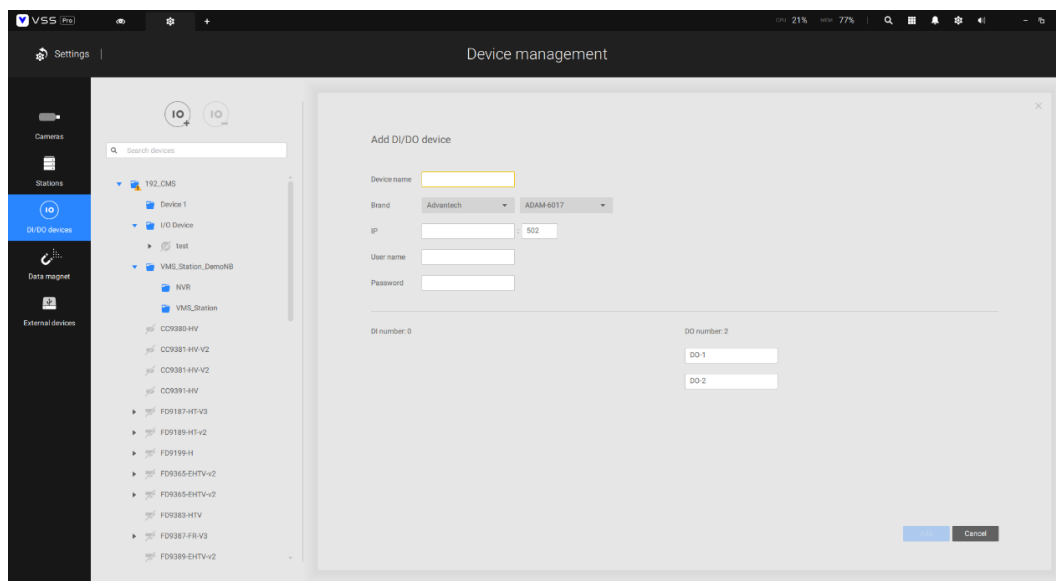 VSS Pro
+
CPU 21% MEM 77%
Settings
Device management
Cameras
Stations
IO
DI/DO devices
Data magnet
External devices
IO
IO
Search devices
192_CMS
Device 1
I/O Device
test
VMS_Station_DemoNB
NVR
VMS_Station
CC9380-HV
CC9381-HV-V2
CC9381-HV-V2
CC9391-HV
FD9187-HT-V3
FD9189-HT-v2
FD9199-H
FD9365-EHTV-v2
FD9365-EHTV-v2
FD9383-HTV
FD9387-FR-V3
FD9389-EHTV-v2
Add DI/DO device
Device name
Brand Advantech ADAM-6017
IP : 502
User name
Password
DI number: 0
DO number: 2
DO-1
DO-2
Add Cancel